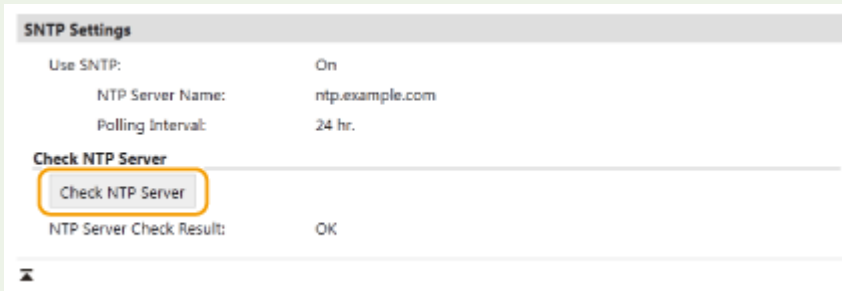 SNTP Settings
Use SNTP: On
NTP Server Name: ntp.example.com
Polling Interval: 24 hr.
Check NTP Server
Check NTP Server
NTP Server Check Result: OK